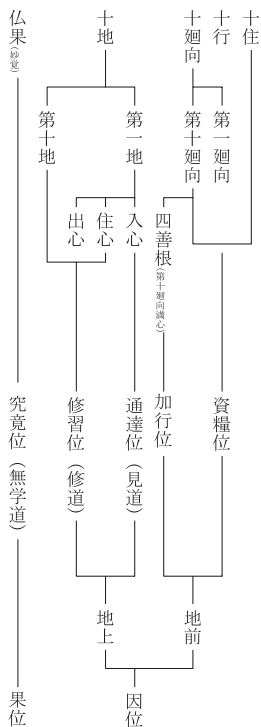 十住
十行
十廻向
第一廻向
第十廻向
四善根（第十廻向満心）
資糧位
加行位
地前
十地
第一地
第十地
入心
住心
出心
通達位（見道）
修習位（修道）
地上
因位
仏果（妙覚）
究竟位（無学道）
果位